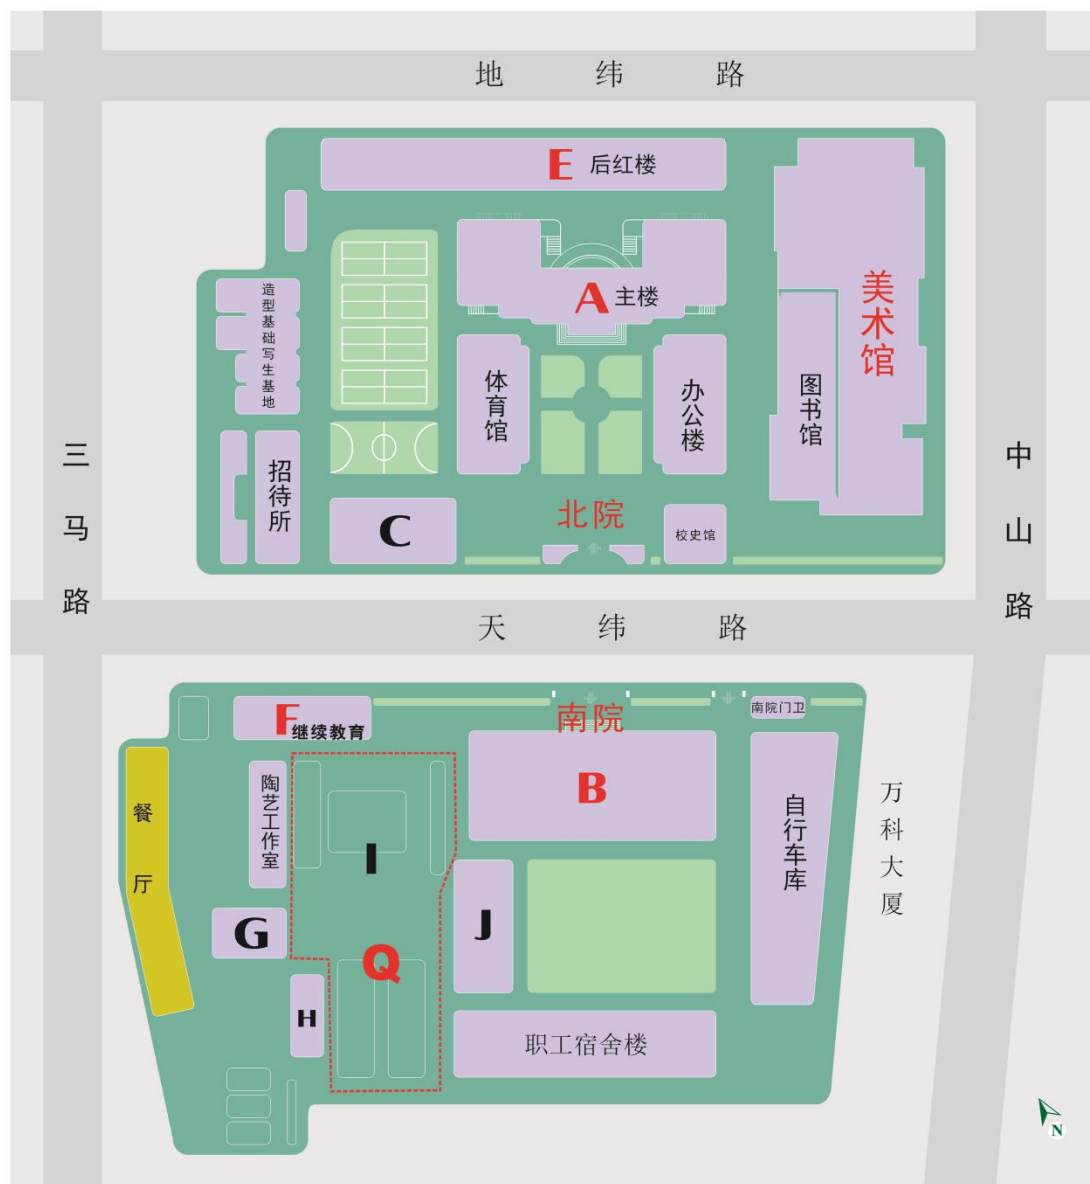 地纬路
E 后红楼
A 主楼
美术馆
造型基础写生基地
体育馆
办公楼
图书馆
三马路
中山路
招待所
C
北院
校史馆
天纬路
F 继续教育
南院
南院门卫
B
餐厅
陶艺工作室
I
自行车库
万科大厦
G
J
Q
H
职工宿舍楼
N